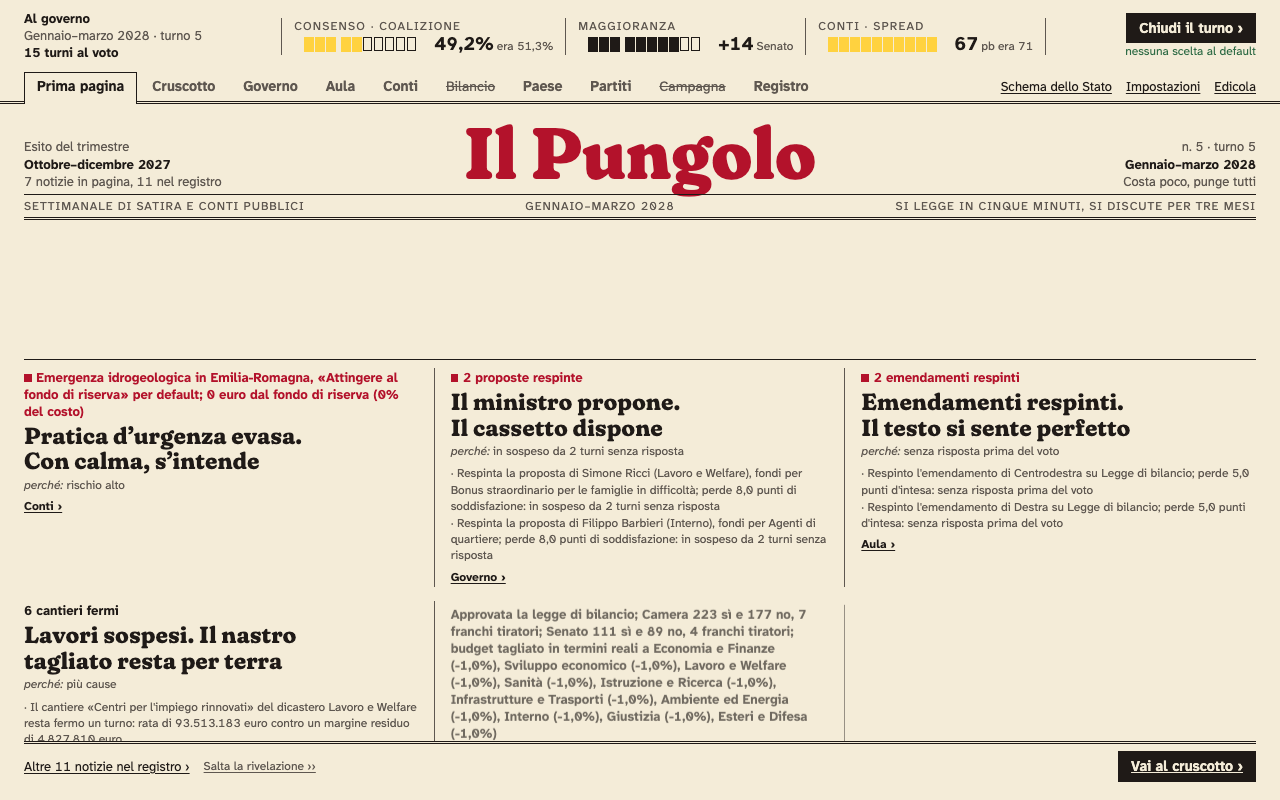 Al governo
Gennaio–marzo 2028 · turno 5
15 turni al voto
CONSENSO · COALIZIONE
49,2% era 51,3%
MAGGIORANZA
+14 Senato
CONTI · SPREAD
67 pb era 71
Chiudi il turno ›
nessuna scelta al default
Prima pagina
Cruscotto
Governo
Aula
Conti
Bilancio
Paese
Partiti
Campagna
Registro
Schema dello Stato
Impostazioni
Edicola
Esito del trimestre
Ottobre–dicembre 2027
7 notizie in pagina, 11 nel registro
Il Pungolo
n. 5 · turno 5
Gennaio–marzo 2028
Costa poco, punge tutti
SETTIMANALE DI SATIRA E CONTI PUBBLICI
GENNAIO–MARZO 2028
SI LEGGE IN CINQUE MINUTI, SI DISCUTE PER TRE MESI
Emergenza idrogeologica in Emilia-Romagna, «Attingere al
fondo di riserva» per default; 0 euro dal fondo di riserva (0%
del costo)
Pratica d’urgenza evasa.
Con calma, s’intende
perché: rischio alto
Conti ›
2 proposte respinte
Il ministro propone.
Il cassetto dispone
perché: in sospeso da 2 turni senza risposta
· Respinta la proposta di Simone Ricci (Lavoro e Welfare), fondi per
Bonus straordinario per le famiglie in difficoltà; perde 8,0 punti di
soddisfazione: in sospeso da 2 turni senza risposta
· Respinta la proposta di Filippo Barbieri (Interno), fondi per Agenti di
quartiere; perde 8,0 punti di soddisfazione: in sospeso da 2 turni senza
risposta
Governo ›
2 emendamenti respinti
Emendamenti respinti.
Il testo si sente perfetto
perché: senza risposta prima del voto
· Respinto l'emendamento di Centrodestra su Legge di bilancio; perde 5,0
punti d'intesa: senza risposta prima del voto
· Respinto l'emendamento di Destra su Legge di bilancio; perde 5,0 punti
d'intesa: senza risposta prima del voto
Aula ›
6 cantieri fermi
Lavori sospesi. Il nastro
tagliato resta per terra
perché: più cause
· Il cantiere «Centri per l'impiego rinnovati» del dicastero Lavoro e Welfare
resta fermo un turno: rata di 93.513.183 euro contro un margine residuo
di 4.827.810 euro
Approvata la legge di bilancio; Camera 223 sì e 177 no, 7
franchi tiratori; Senato 111 sì e 89 no, 4 franchi tiratori;
budget tagliato in termini reali a Economia e Finanze
(-1,0%), Sviluppo economico (-1,0%), Lavoro e Welfare
(-1,0%), Sanità (-1,0%), Istruzione e Ricerca (-1,0%),
Infrastrutture e Trasporti (-1,0%), Ambiente ed Energia
(-1,0%), Interno (-1,0%), Giustizia (-1,0%), Esteri e Difesa
(-1,0%)
Altre 11 notizie nel registro ›
Salta la rivelazione ››
Vai al cruscotto ›